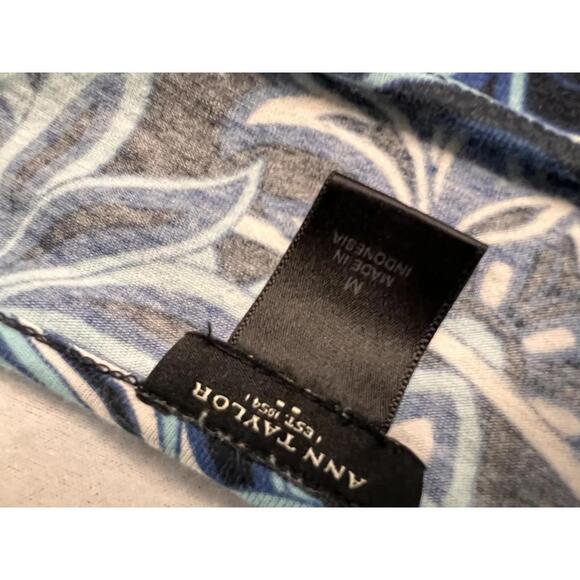 ANN TAYLOR
EST. 1954
M
MADE IN
INDONESIA